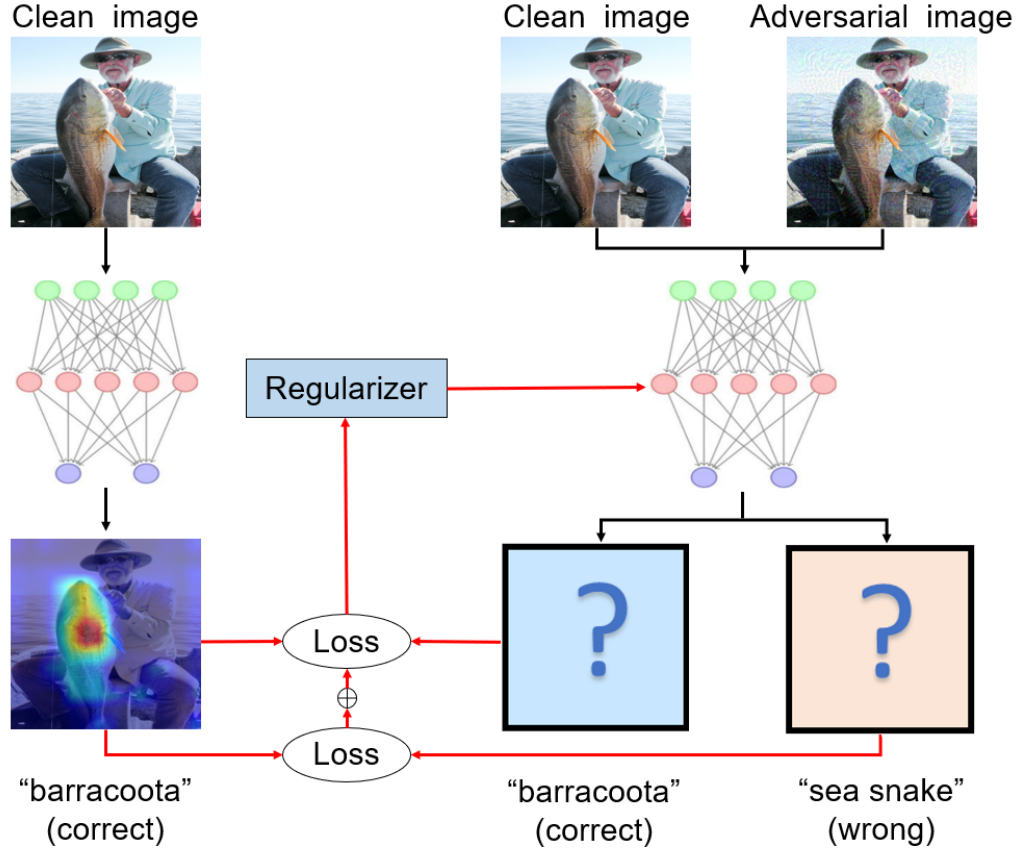 Clean image
Clean image
Adversarial image
Regularizer
?
?
Loss
⊕
Loss
“barracoota”
(correct)
“barracoota”
(correct)
“sea snake”
(wrong)